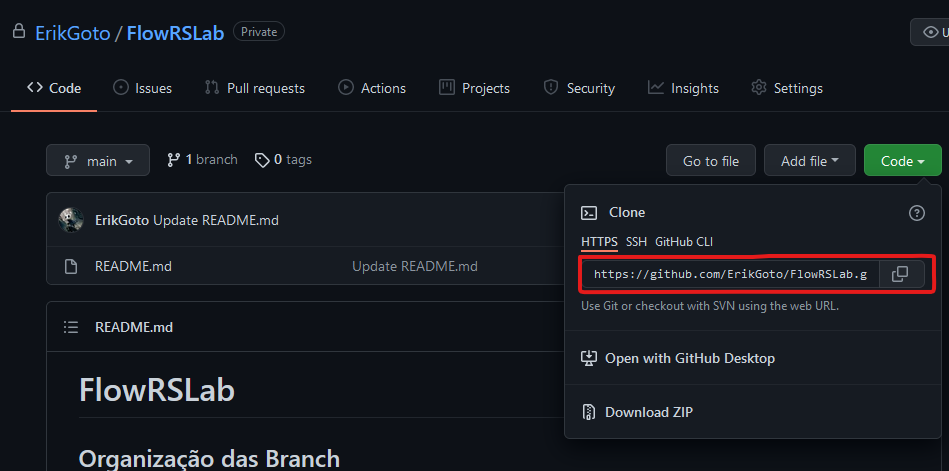 ErikGoto / FlowRSLab Private
Code Issues Pull requests Actions Projects Security Insights Settings
main 1 branch 0 tags Go to file Add file Code
ErikGoto Update README.md
README.md Update README.md
README.md
FlowRSLab
Organização das Branch
Clone
HTTPS SSH GitHub CLI
https://github.com/ErikGoto/FlowRSLab.g
Use Git or checkout with SVN using the web URL.
Open with GitHub Desktop
Download ZIP